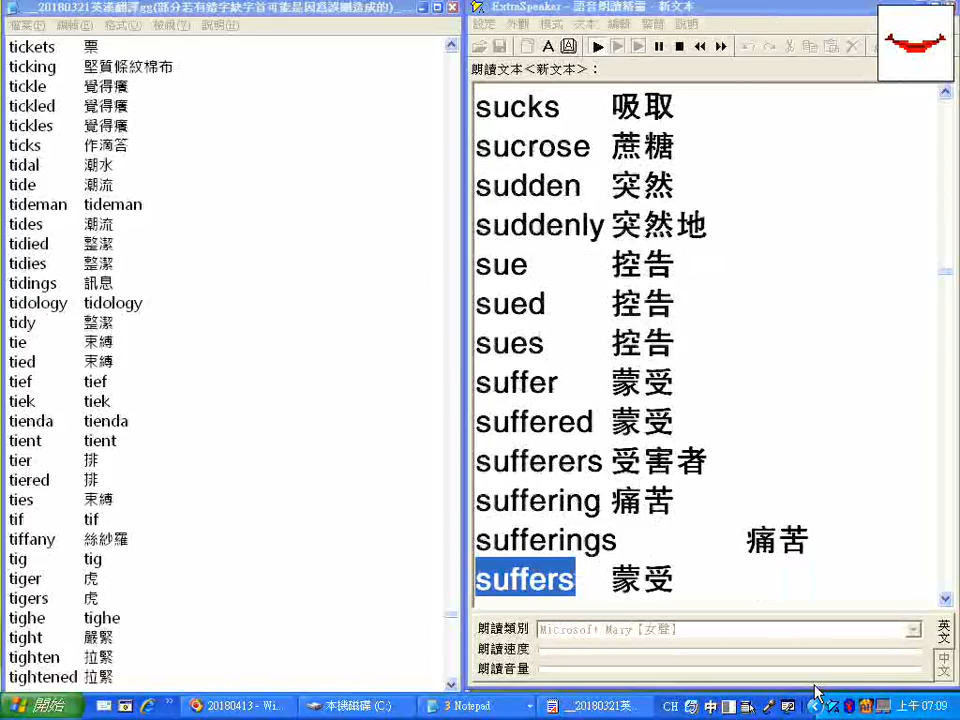 __20180321英漢翻譯gg(部分若有錯字缺字首可能是因為誤刪造成的)_...
檔案(F) 編輯(E) 格式(O) 檢視(V) 說明(H)
tickets 票
ticking 堅質條紋棉布
tickle 覺得癢
tickled 覺得癢
tickles 覺得癢
ticks 作滴答
tidal 潮水
tide 潮流
tideman tideman
tides 潮流
tidied 整潔
tidies 整潔
tidings 訊息
tidology tidology
tidy 整潔
tie 束縛
tied 束縛
tief tief
tiek tiek
tienda tienda
tient tient
tier 排
tiered 排
ties 束縛
tif tif
tiffany 絲紗羅
tig tig
tiger 虎
tigers 虎
tighe tighe
tight 嚴緊
tighten 拉緊
tightened 拉緊
ExtraSpeaker - 語音朗讀精靈 - 新文本
設定 外觀 模式 文本 編輯 聲音 說明
朗讀文本<新文本>：
sucks 吸取
sucrose 蔗糖
sudden 突然
suddenly 突然地
sue 控告
sued 控告
sues 控告
suffer 蒙受
suffered 蒙受
sufferers 受害者
suffering 痛苦
sufferings 痛苦
suffers 蒙受
朗讀類別 Microsoft Mary【女聲】
朗讀速度
朗讀音量
英文
中文
開始 20180413 - Wi... 本機磁碟 (C:) 3 Notepad __20180321英... CH 中 上午 07:09